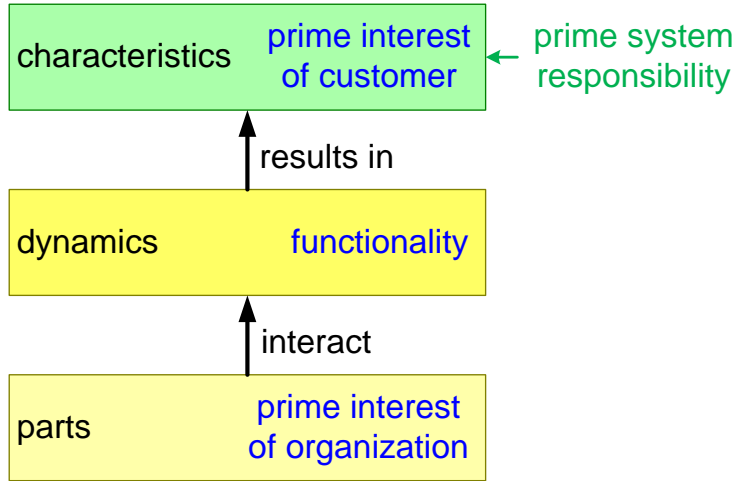 characteristics
prime interest
of customer
prime system
responsibility
results in
dynamics
functionality
interact
parts
prime interest
of organization